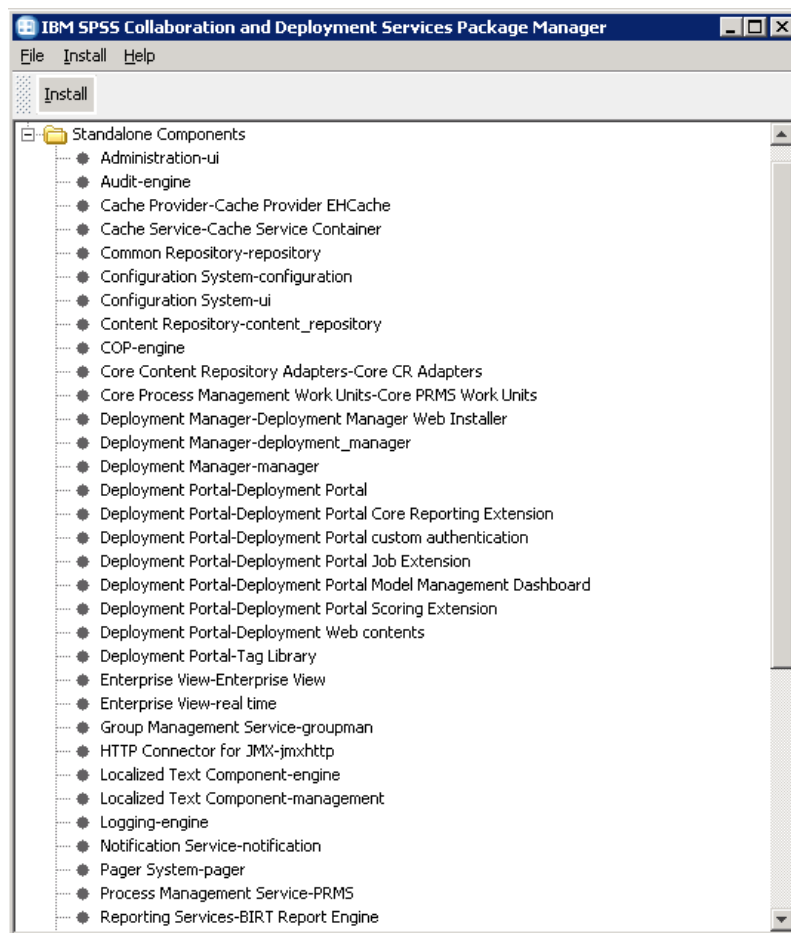 IBM SPSS Collaboration and Deployment Services Package Manager
File Install Help
Install
Standalone Components
Administration-ui
Audit-engine
Cache Provider-Cache Provider EHCache
Cache Service-Cache Service Container
Common Repository-repository
Configuration System-configuration
Configuration System-ui
Content Repository-content_repository
COP-engine
Core Content Repository Adapters-Core CR Adapters
Core Process Management Work Units-Core PRMS Work Units
Deployment Manager-Deployment Manager Web Installer
Deployment Manager-deployment_manager
Deployment Manager-manager
Deployment Portal-Deployment Portal
Deployment Portal-Deployment Portal Core Reporting Extension
Deployment Portal-Deployment Portal custom authentication
Deployment Portal-Deployment Portal Job Extension
Deployment Portal-Deployment Portal Model Management Dashboard
Deployment Portal-Deployment Portal Scoring Extension
Deployment Portal-Deployment Web contents
Deployment Portal-Tag Library
Enterprise View-Enterprise View
Enterprise View-real time
Group Management Service-groupman
HTTP Connector for JMX-jmxhttp
Localized Text Component-engine
Localized Text Component-management
Logging-engine
Notification Service-notification
Pager System-pager
Process Management Service-PRMS
Reporting Services-BIRT Report Engine